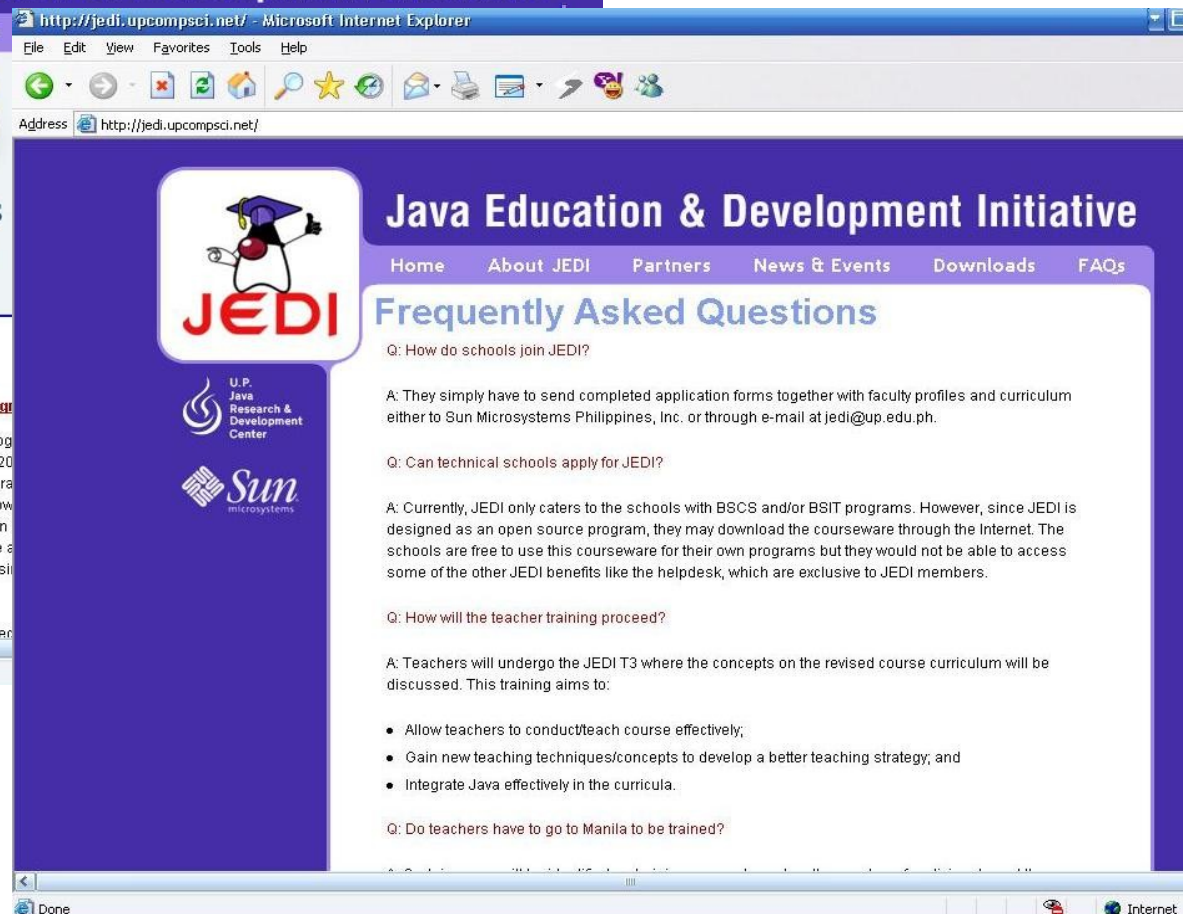 http://jedi.upcompsci.net/ - Microsoft Internet Explorer
File Edit View Favorites Tools Help
Address http://jedi.upcompsci.net/
JEDI
Java Education & Development Initiative
Home About JEDI Partners News & Events Downloads FAQs
U.P.
Java
Research &
Development
Center
Sun
microsystems
Frequently Asked Questions
Q: How do schools join JEDI?
A: They simply have to send completed application forms together with faculty profiles and curriculum
either to Sun Microsystems Philippines, Inc. or through e-mail at jedi@up.edu.ph.
Q: Can technical schools apply for JEDI?
A: Currently, JEDI only caters to the schools with BSCS and/or BSIT programs. However, since JEDI is
designed as an open source program, they may download the courseware through the Internet. The
schools are free to use this courseware for their own programs but they would not be able to access
some of the other JEDI benefits like the helpdesk, which are exclusive to JEDI members.
Q: How will the teacher training proceed?
A: Teachers will undergo the JEDI T3 where the concepts on the revised course curriculum will be
discussed. This training aims to:
• Allow teachers to conduct/teach course effectively;
• Gain new teaching techniques/concepts to develop a better teaching strategy; and
• Integrate Java effectively in the curricula.
Q: Do teachers have to go to Manila to be trained?
Done
Internet